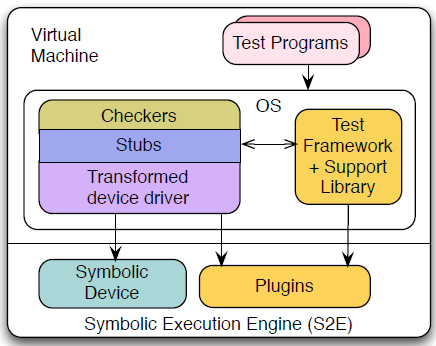 Virtual
Machine
Test Programs
OS
Checkers
Stubs
Transformed
device driver
Test
Framework
+ Support
Library
Symbolic
Device
Plugins
Symbolic Execution Engine (S2E)